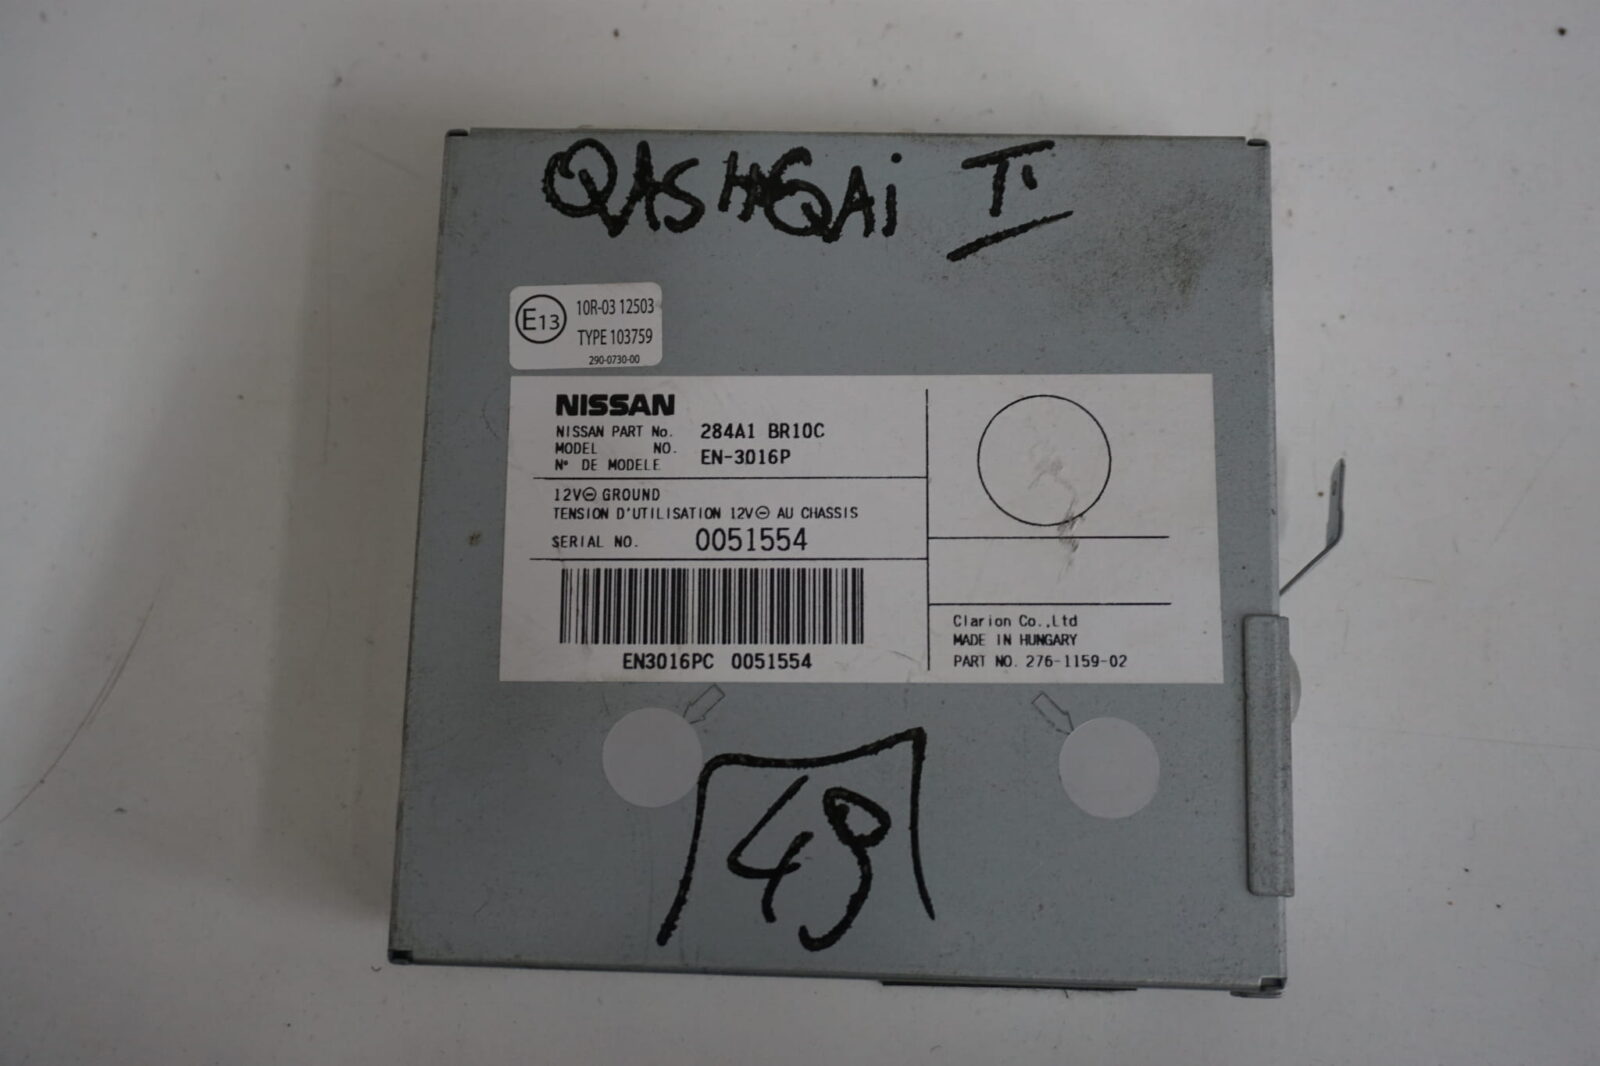 QASHQAi I
E13
10R-03 12503
TYPE 103759
290-0730-00
NISSAN
NISSAN PART No. 284A1 BR10C
MODEL NO.
N° DE MODELE EN-3016P
12V⊖ GROUND
TENSION D'UTILISATION 12V⊖ AU CHASSIS
SERIAL NO. 0051554
EN3016PC 0051554
Clarion Co.,Ltd
MADE IN HUNGARY
PART NO. 276-1159-02
49